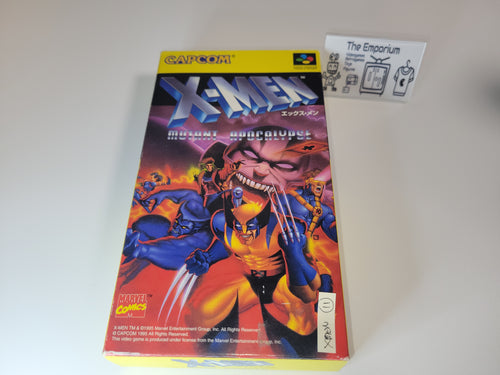 CAPCOM
X-MEN
エックス・メン
MUTANT APOCALYPSE
MARVEL
COMICS
X-MEN TM & ©1995 Marvel Entertainment Group, Inc. All Rights Reserved.
© CAPCOM 1995 All Rights Reserved.
This video game is produced under license from the Marvel Entertainment Group, Inc.
11
The Emporium